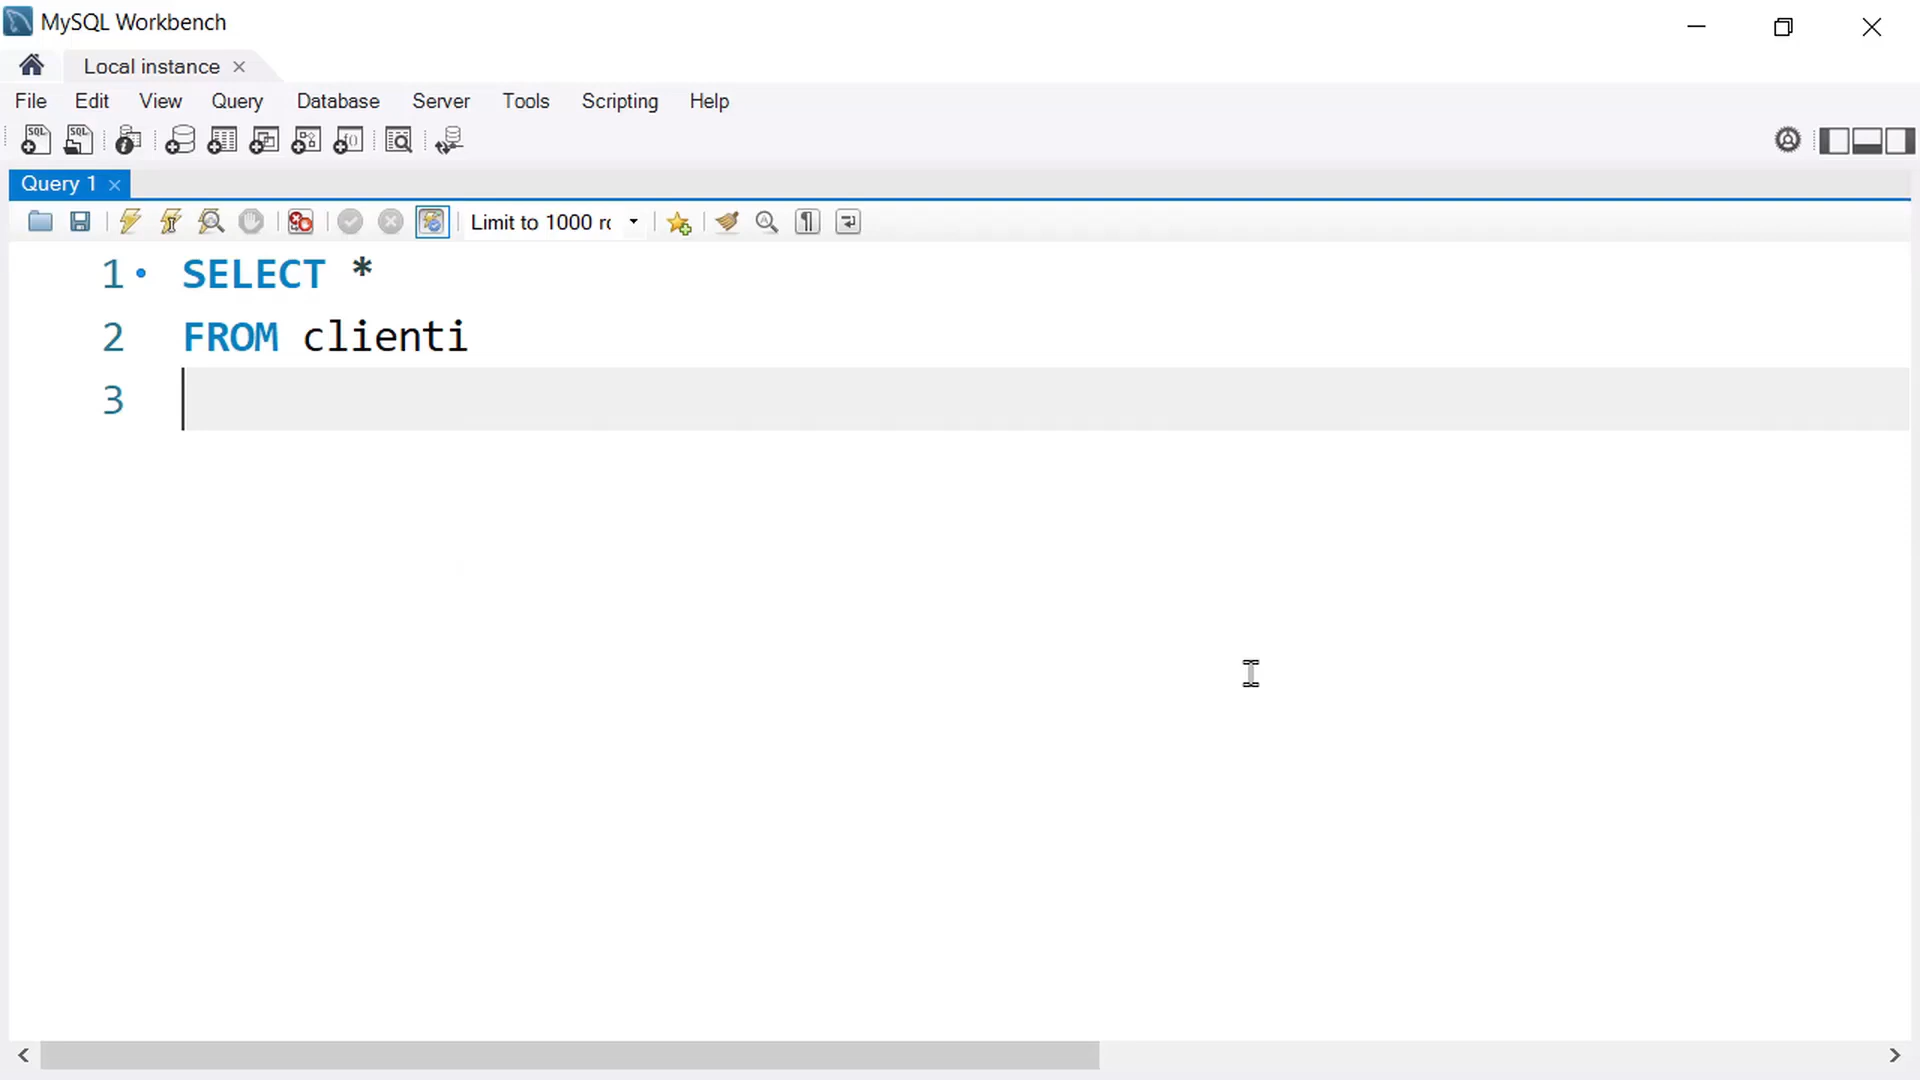 MySQL Workbench
Local instance
File Edit View Query Database Server Tools Scripting Help
Query 1
Limit to 1000 rc
1 SELECT *
2 FROM clienti
3